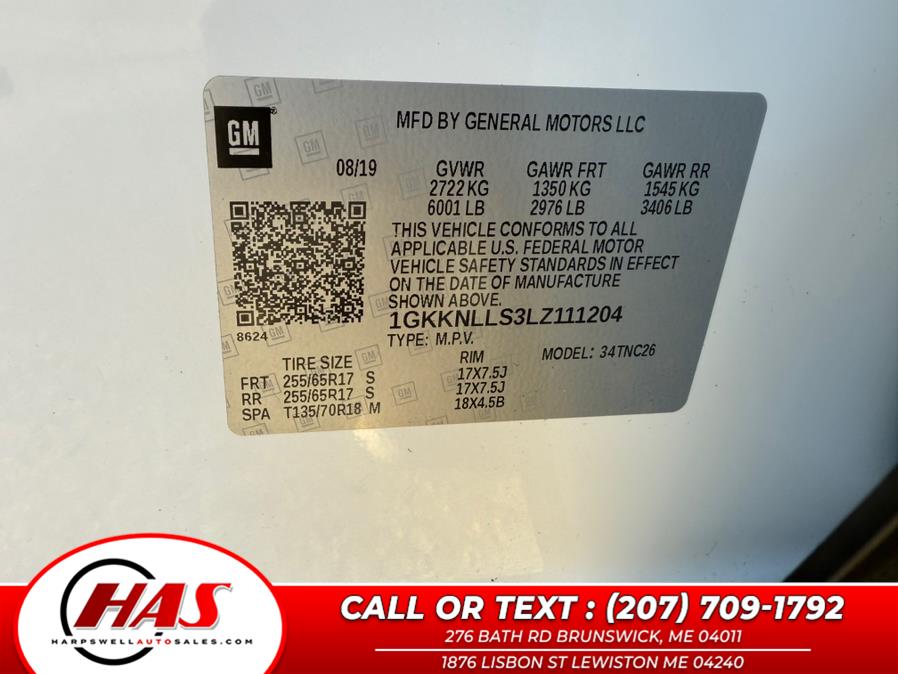 GM
MFD BY GENERAL MOTORS LLC
08/19 GVWR GAWR FRT GAWR RR
2722 KG 1350 KG 1545 KG
6001 LB 2976 LB 3406 LB
THIS VEHICLE CONFORMS TO ALL
APPLICABLE U.S. FEDERAL MOTOR
VEHICLE SAFETY STANDARDS IN EFFECT
ON THE DATE OF MANUFACTURE
SHOWN ABOVE.
8624
1GKKNLLS3LZ111204
TYPE: M.P.V. MODEL: 34TNC26
TIRE SIZE RIM
FRT 255/65R17 S 17X7.5J
RR 255/65R17 S 17X7.5J
SPA T135/70R18 M 18X4.5B
HAS
HARPSWELLAUTOSALES.COM
CALL OR TEXT : (207) 709-1792
276 BATH RD BRUNSWICK, ME 04011
1876 LISBON ST LEWISTON ME 04240